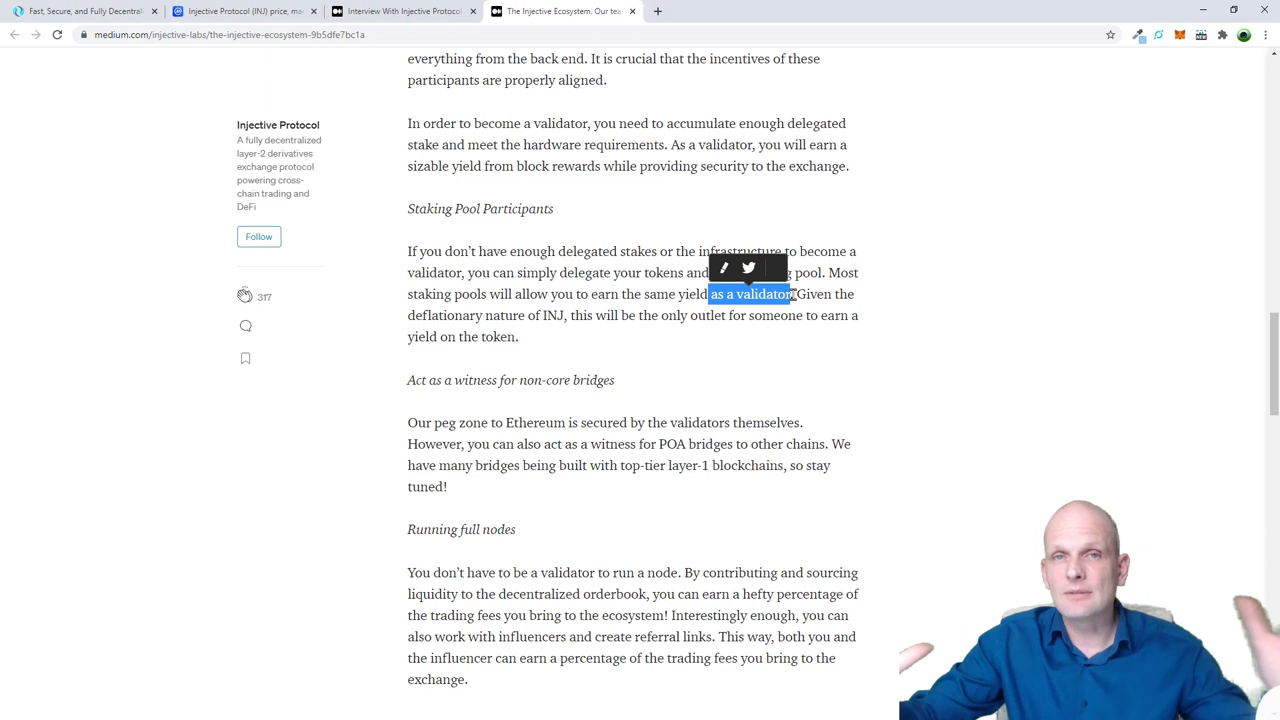 Fast, Secure, and Fully Decentral
Injective Protocol (INJ) price, ma
Interview With Injective Protocol
The Injective Ecosystem. Our tea
medium.com/injective-labs/the-injective-ecosystem-9b5dfe7bc1a
everything from the back end. It is crucial that the incentives of these
participants are properly aligned.
Injective Protocol
A fully decentralized
layer-2 derivatives
exchange protocol
powering cross-
chain trading and
DeFi
Follow
317
In order to become a validator, you need to accumulate enough delegated
stake and meet the hardware requirements. As a validator, you will earn a
sizable yield from block rewards while providing security to the exchange.
Staking Pool Participants
If you don’t have enough delegated stakes or the infrastructure to become a
validator, you can simply delegate your tokens and pool. Most
staking pools will allow you to earn the same yield as a validator. Given the
deflationary nature of INJ, this will be the only outlet for someone to earn a
yield on the token.
Act as a witness for non-core bridges
Our peg zone to Ethereum is secured by the validators themselves.
However, you can also act as a witness for POA bridges to other chains. We
have many bridges being built with top-tier layer-1 blockchains, so stay
tuned!
Running full nodes
You don’t have to be a validator to run a node. By contributing and sourcing
liquidity to the decentralized orderbook, you can earn a hefty percentage of
the trading fees you bring to the ecosystem! Interestingly enough, you can
also work with influencers and create referral links. This way, both you and
the influencer can earn a percentage of the trading fees you bring to the
exchange.